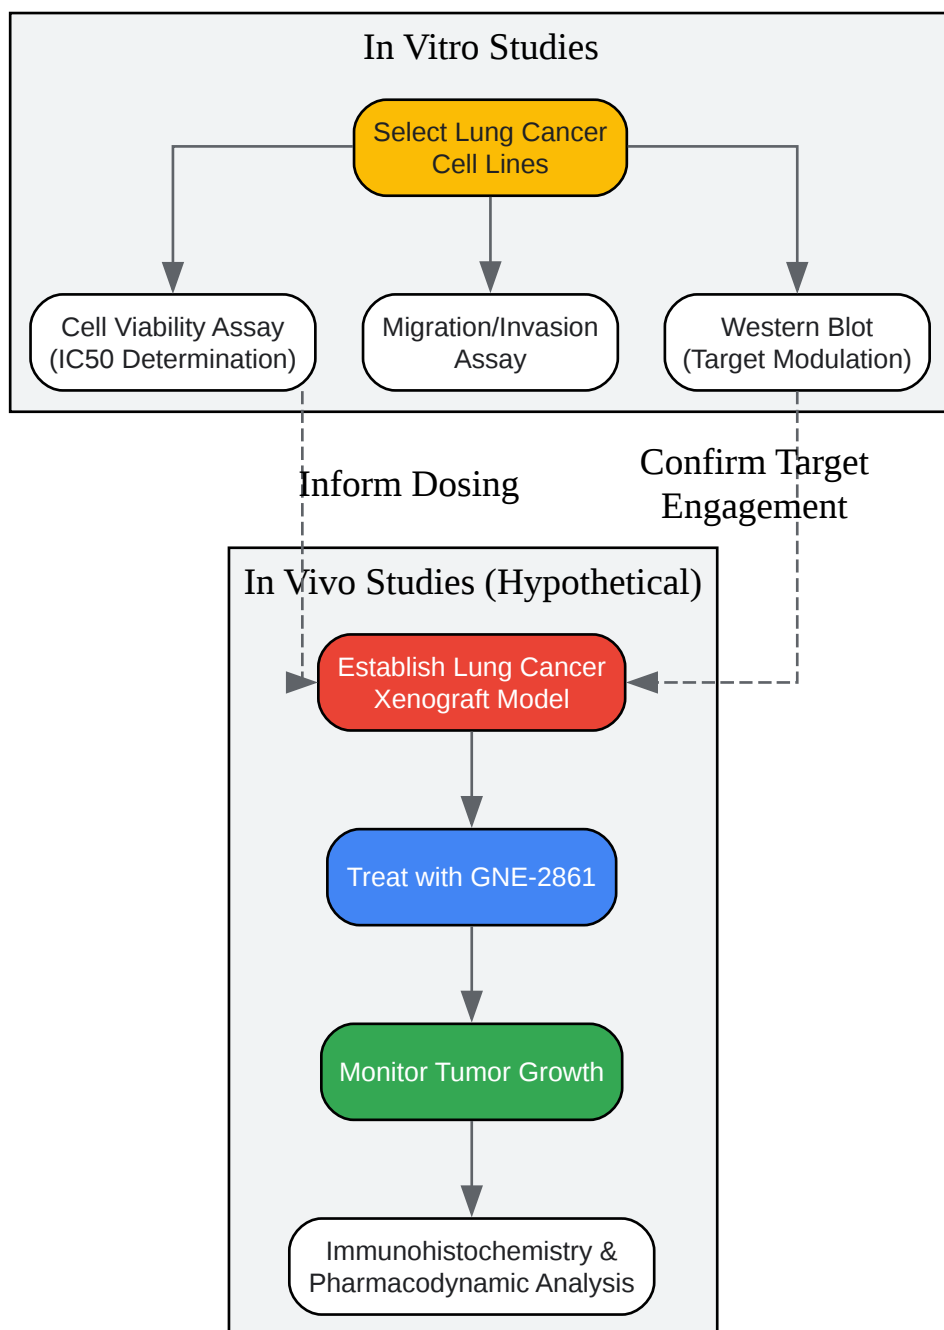 In Vitro Studies
Select Lung Cancer
Cell Lines
Cell Viability Assay
(IC50 Determination)
Migration/Invasion
Assay
Western Blot
(Target Modulation)
Inform Dosing
Confirm Target
Engagement
In Vivo Studies (Hypothetical)
Establish Lung Cancer
Xenograft Model
Treat with GNE-2861
Monitor Tumor Growth
Immunohistochemistry &
Pharmacodynamic Analysis